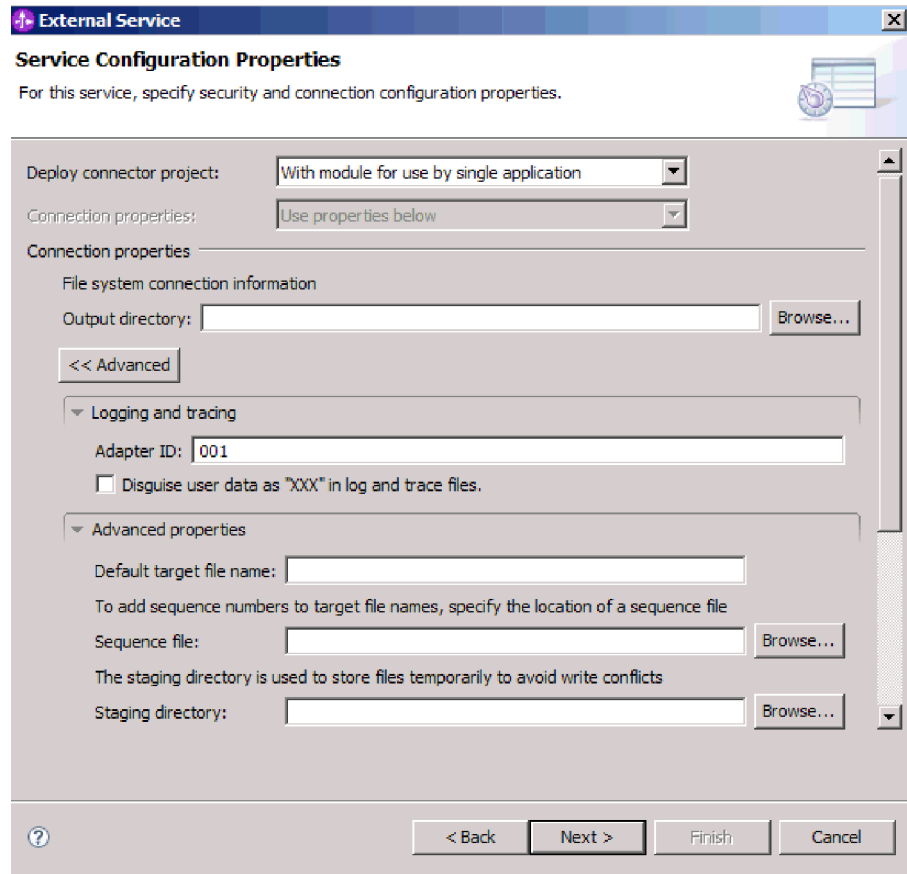 External Service
Service Configuration Properties
For this service, specify security and connection configuration properties.
Deploy connector project: With module for use by single application
Connection properties: Use properties below
Connection properties
File system connection information
Output directory: Browse...
<< Advanced
Logging and tracing
Adapter ID: 001
Disguise user data as "XXX" in log and trace files.
Advanced properties
Default target file name:
To add sequence numbers to target file names, specify the location of a sequence file
Sequence file: Browse...
The staging directory is used to store files temporarily to avoid write conflicts
Staging directory: Browse...
? < Back Next > Finish Cancel